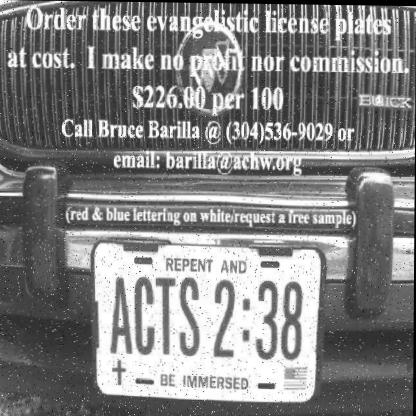 Order these evangelistic license plates
at cost. I make no profit nor commission.
$226.00 per 100
BUICK
Call Bruce Barilla @ (304)536-9029 or
email: barilla@achw.org
(red & blue lettering on white/request a free sample)
REPENT AND
ACTS 2:38
BE IMMERSED